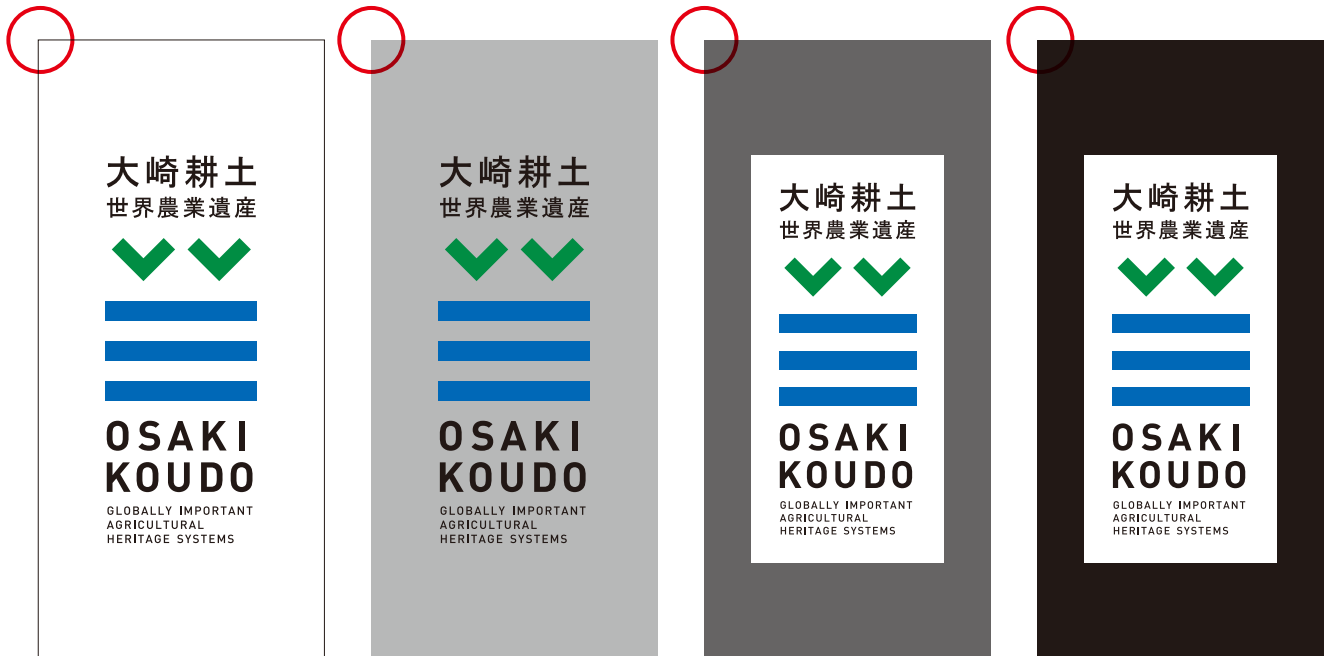 大崎耕土
世界農業遺産
OSAKI
KOUDO
GLOBALLY IMPORTANT
AGRICULTURAL
HERITAGE SYSTEMS
大崎耕土
世界農業遺産
OSAKI
KOUDO
GLOBALLY IMPORTANT
AGRICULTURAL
HERITAGE SYSTEMS
大崎耕土
世界農業遺産
OSAKI
KOUDO
GLOBALLY IMPORTANT
AGRICULTURAL
HERITAGE SYSTEMS
大崎耕土
世界農業遺産
OSAKI
KOUDO
GLOBALLY IMPORTANT
AGRICULTURAL
HERITAGE SYSTEMS